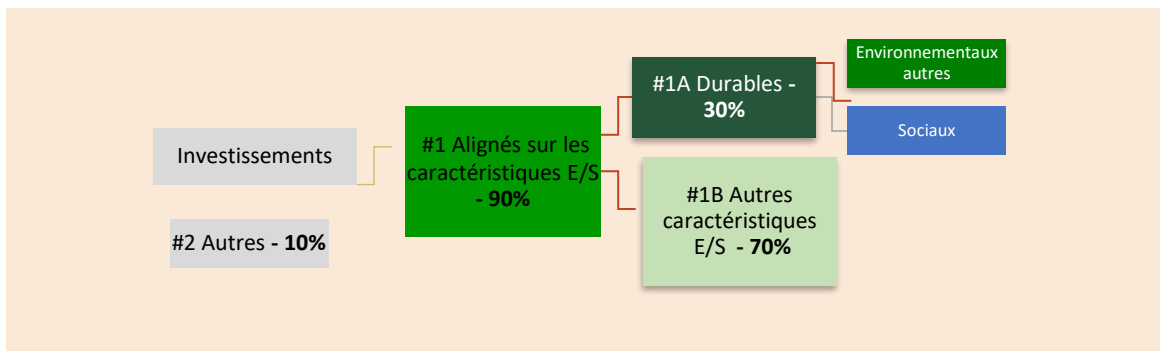 Investissements
#2 Autres - 10%
#1 Alignés sur les
caractéristiques E/S
- 90%
#1A Durables -
30%
#1B Autres
caractéristiques
E/S - 70%
Environnementaux
autres
Sociaux